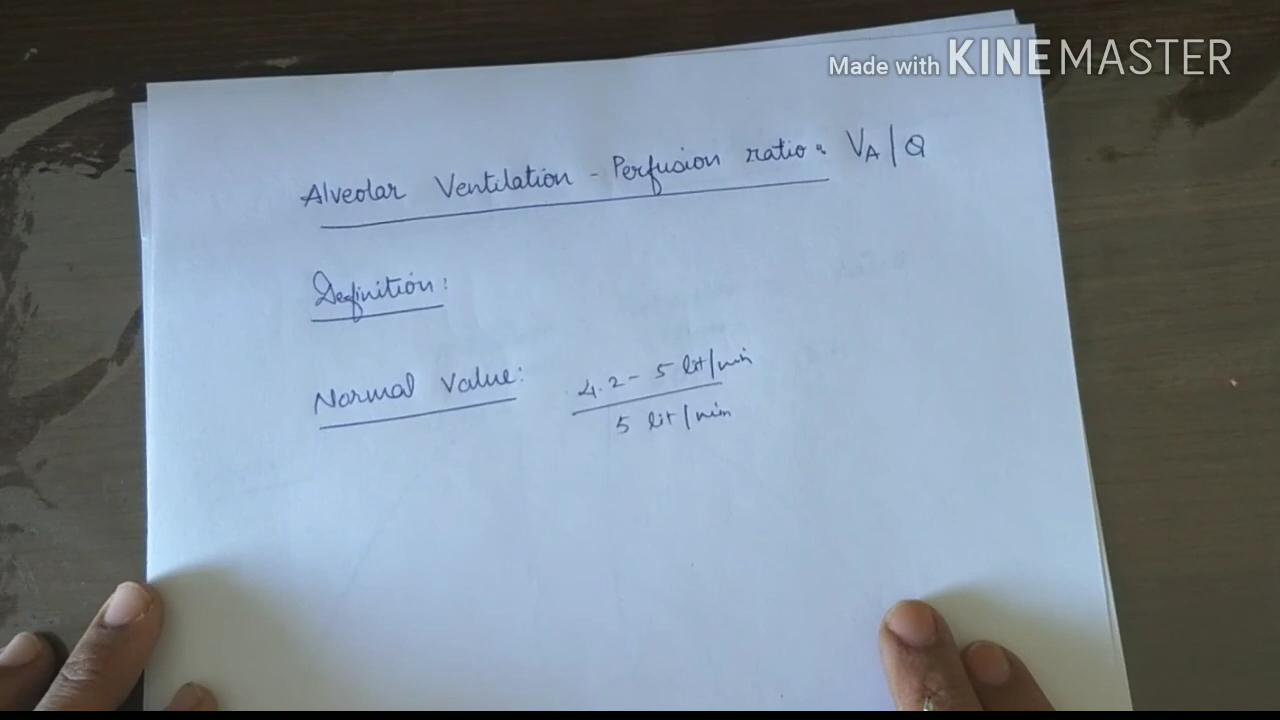 Made with KINEMASTER
Alveolar Ventilation - Perfusion ratio: VA/Q
Definition:
Normal Value: 4.2 - 5 lit/min
5 lit/min